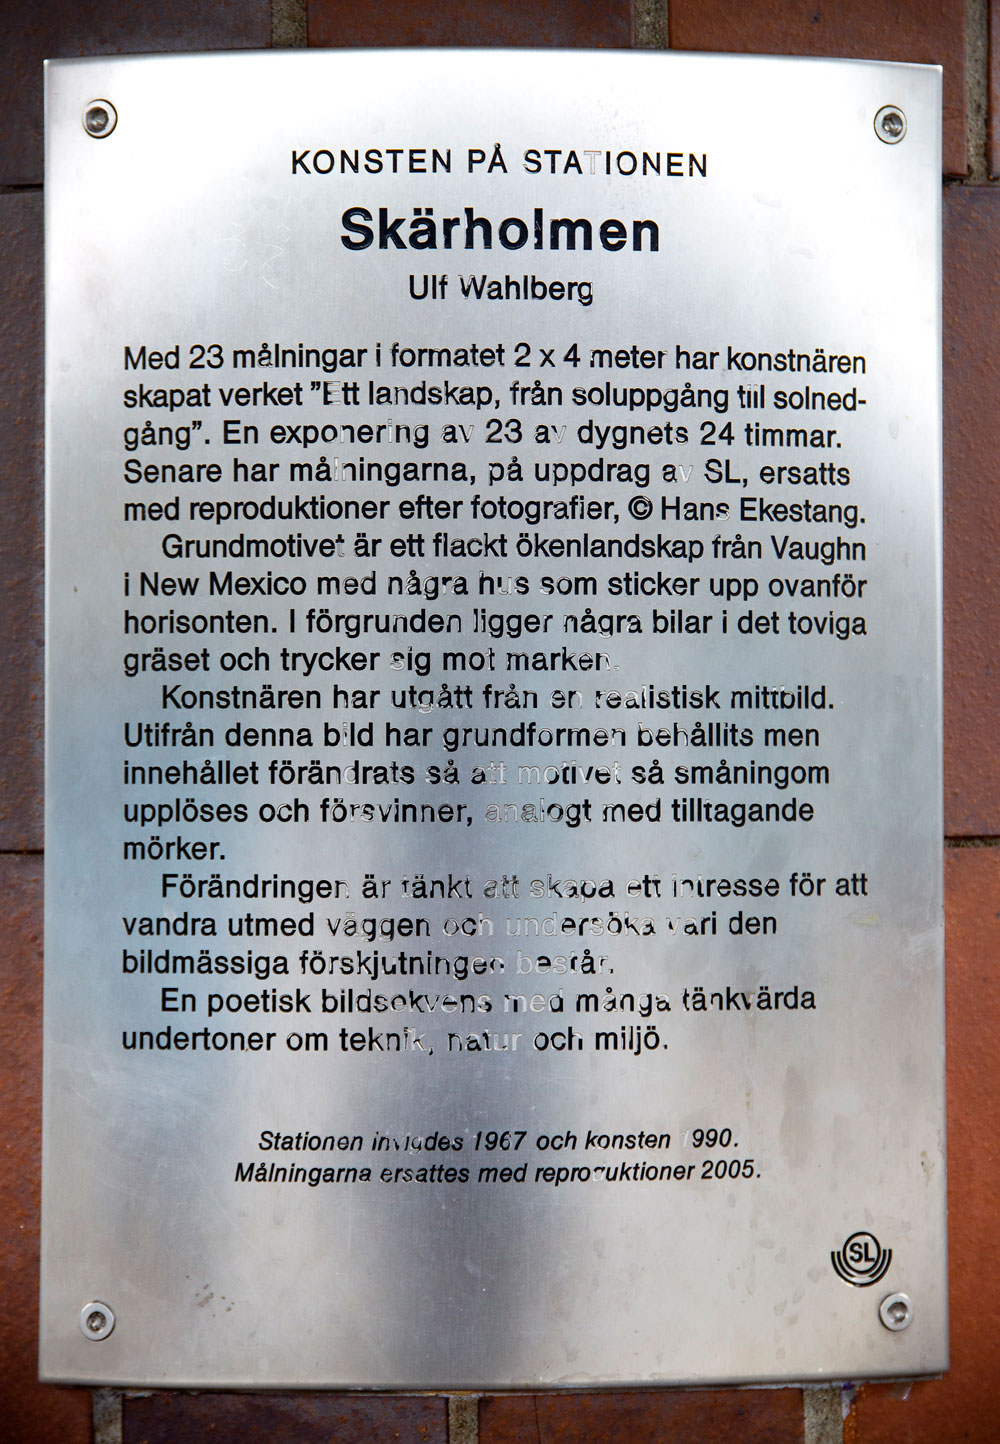 KONSTEN PÅ STATIONEN
Skärholmen
Ulf Wahlberg
Med 23 målningar i formatet 2 x 4 meter har konstnären
skapat verket ”Ett landskap, från soluppgång tiil solned-
gång”. En exponering av 23 av dygnets 24 timmar.
Senare har målningarna, på uppdrag av SL, ersatts
med reproduktioner efter fotografier, © Hans Ekestang.
Grundmotivet är ett flackt ökenlandskap från Vaughn
i New Mexico med några hus som sticker upp ovanför
horisonten. I förgrunden ligger några bilar i det toviga
gräset och trycker sig mot marken.
Konstnären har utgått från en realistisk mittbild.
Utifrån denna bild har grundformen behållits men
innehållet förändrats så att motivet så småningom
upplöses och försvinner, analogt med tilltagande
mörker.
Förändringen är tänkt att skapa ett intresse för att
vandra utmed väggen och undersöka vari den
bildmässiga förskjutningen består.
En poetisk bildsekvens med många tänkvärda
undertoner om teknik, natur och miljö.
Stationen invigdes 1967 och konsten 1990.
Målningarna ersattes med reproduktioner 2005.
SL